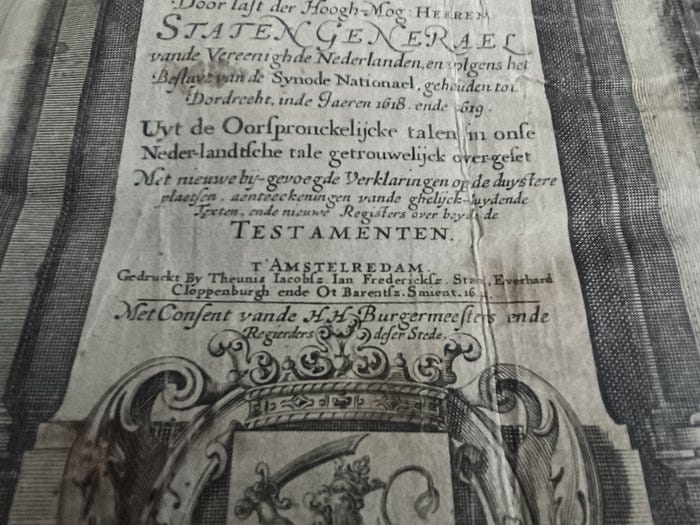 Door last der Hoogh-Mog: HEEREN
STATEN GENERAEL
vande Vereenighde Nederlanden, en volgens het
Besluyt van de Synode Nationael, gehouden tot
Dordrecht, inde Jaeren 1618. ende 1619.
Uyt de Oorspronckelijcke talen in onse
Neder-landtsche tale getrouwelijck over-geset
Met nieuwe by-gevoegde Verklaringen op de duystere
plaetsen, aenteeckeningen vande ghelijck-luydende
Texten, ende nieuwe Registers over beyde de
TESTAMENTEN.
T'AMSTELREDAM.
Gedruckt By Theunis Iacobsz. Ian Fredericksz. Stam, Everhard
Cloppenburgh ende Ot Barentsz. Smient. 16
Met Consent vande H.H. Burgermeesters ende
Regierders deser Stede.